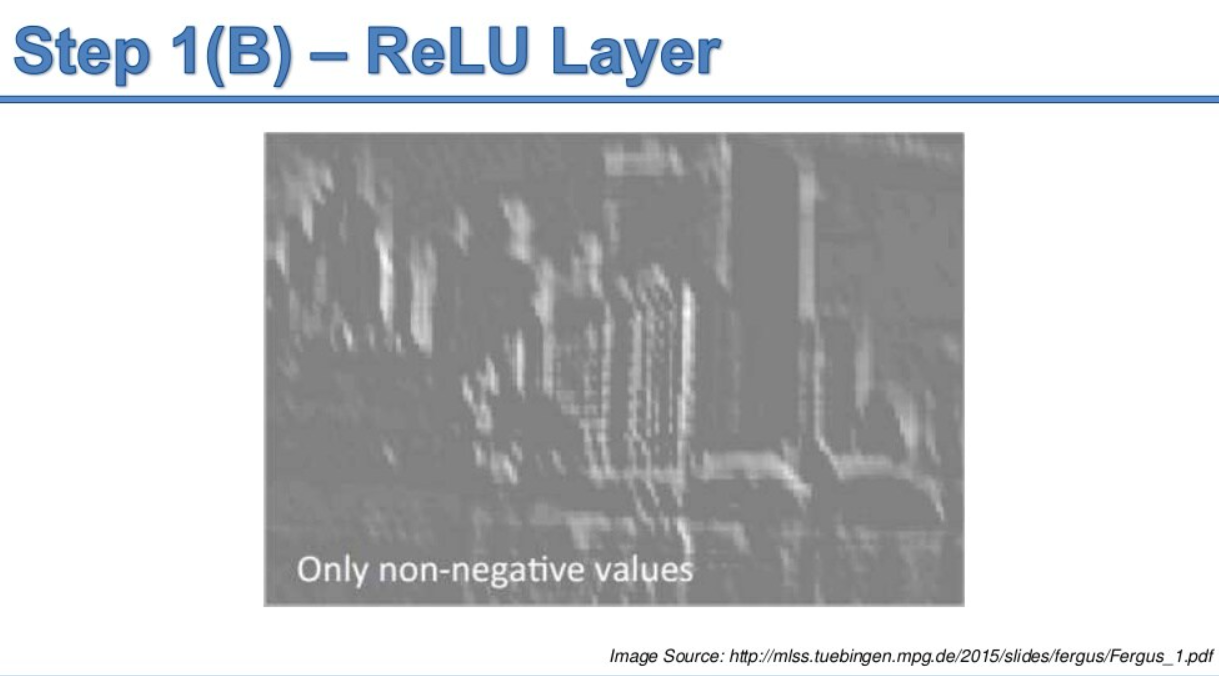 Step 1(B) – ReLU Layer
Only non-negative values
Image Source: http://mlss.tuebingen.mpg.de/2015/slides/fergus/Fergus_1.pdf